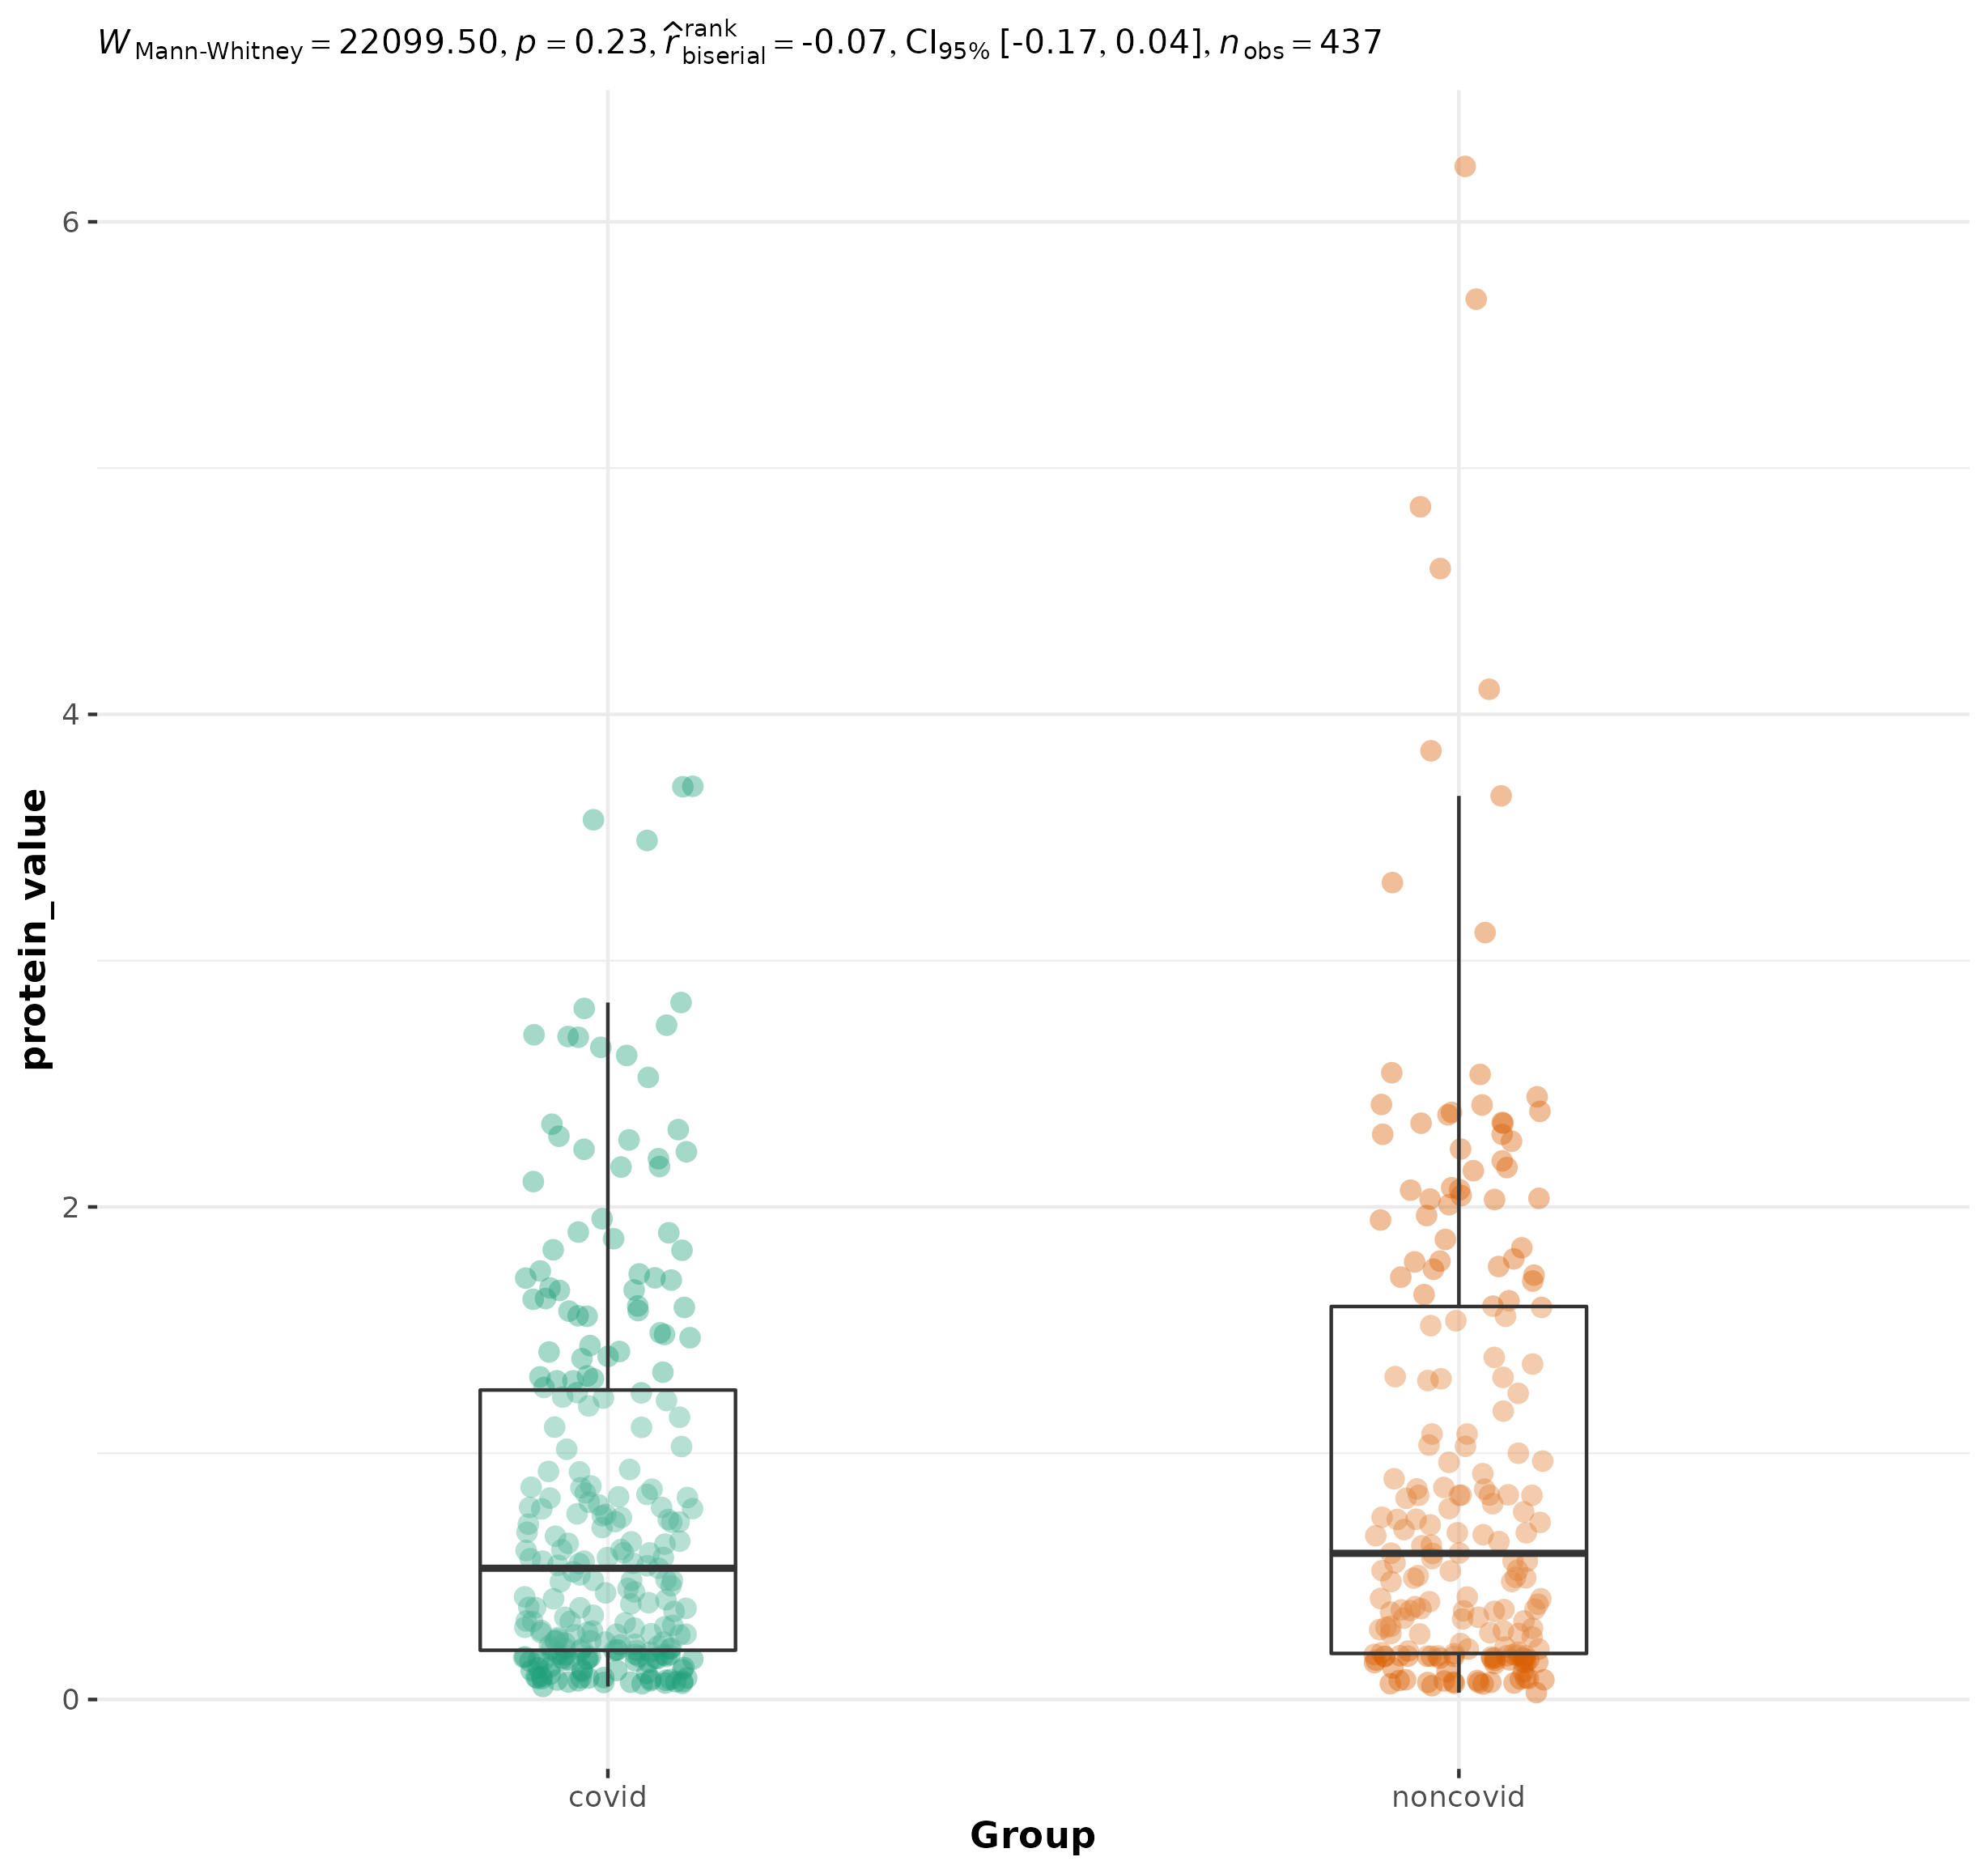 W Mann-Whitney = 22099.50, p = 0.23, r̂ rank biserial = -0.07, CI95% [-0.17, 0.04], n obs = 437
6
4
2
0
protein_value
covid noncovid
Group